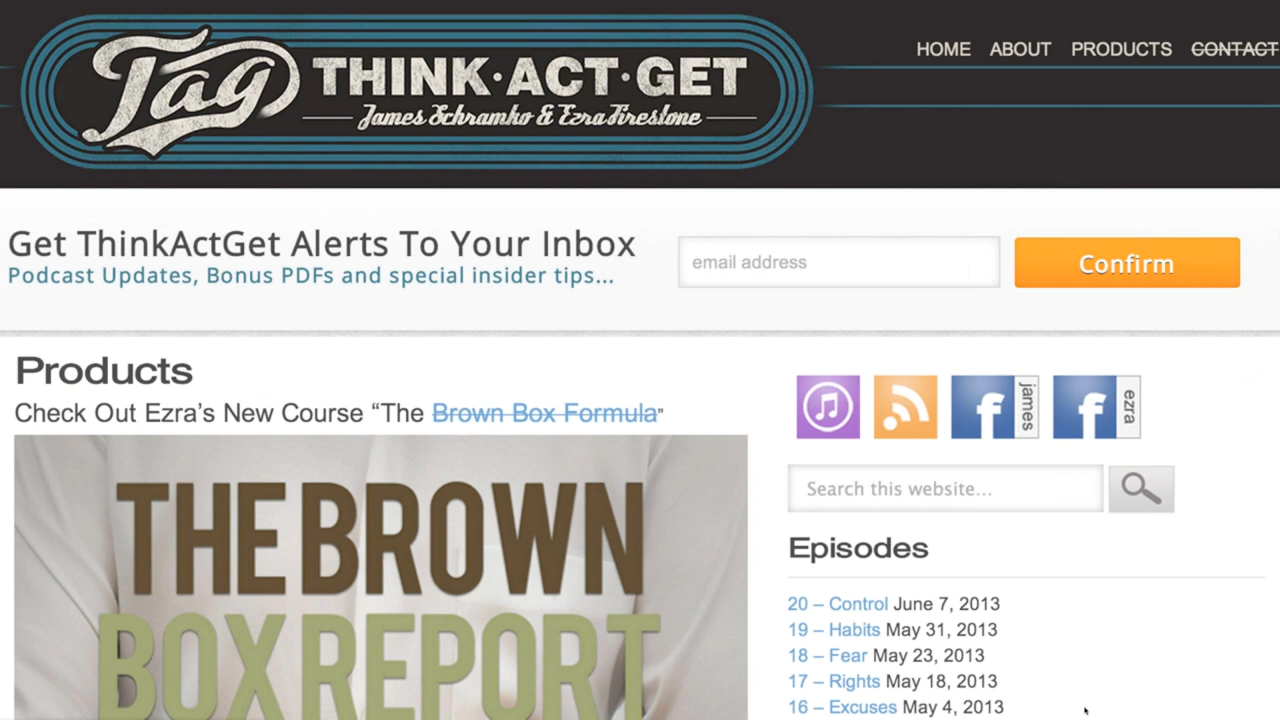 Tag THINK·ACT·GET
James Schramko & Ezra Firestone
HOME ABOUT PRODUCTS CONTACT
Get ThinkActGet Alerts To Your Inbox
Podcast Updates, Bonus PDFs and special insider tips...
email address
Confirm
Products
Check Out Ezra's New Course “The Brown Box Formula”
THE BROWN
BOX REPORT
james
ezra
Search this website...
Episodes
20 – Control June 7, 2013
19 – Habits May 31, 2013
18 – Fear May 23, 2013
17 – Rights May 18, 2013
16 – Excuses May 4, 2013